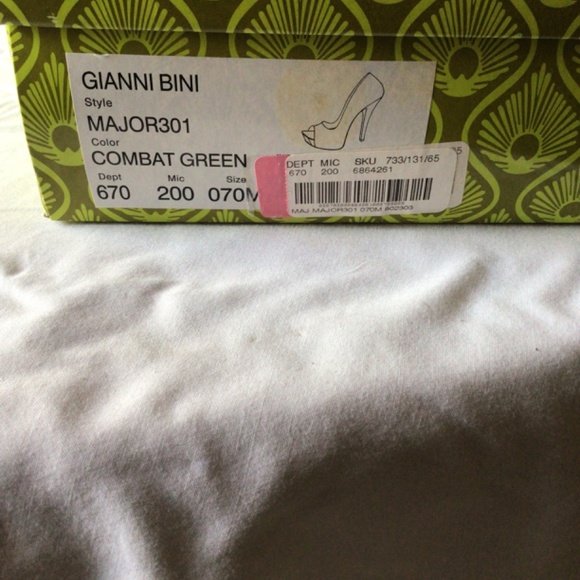 GIANNI BINI
Style
MAJOR301
Color
COMBAT GREEN
Dept Mic Size
670 200 070M
DEPT MIC SKU 733/131/65
670 200 6864261
MAJ MAJOR301 070M 802303